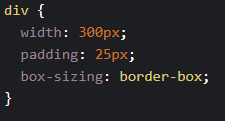 div {
  width: 300px;
  padding: 25px;
  box-sizing: border-box;
}